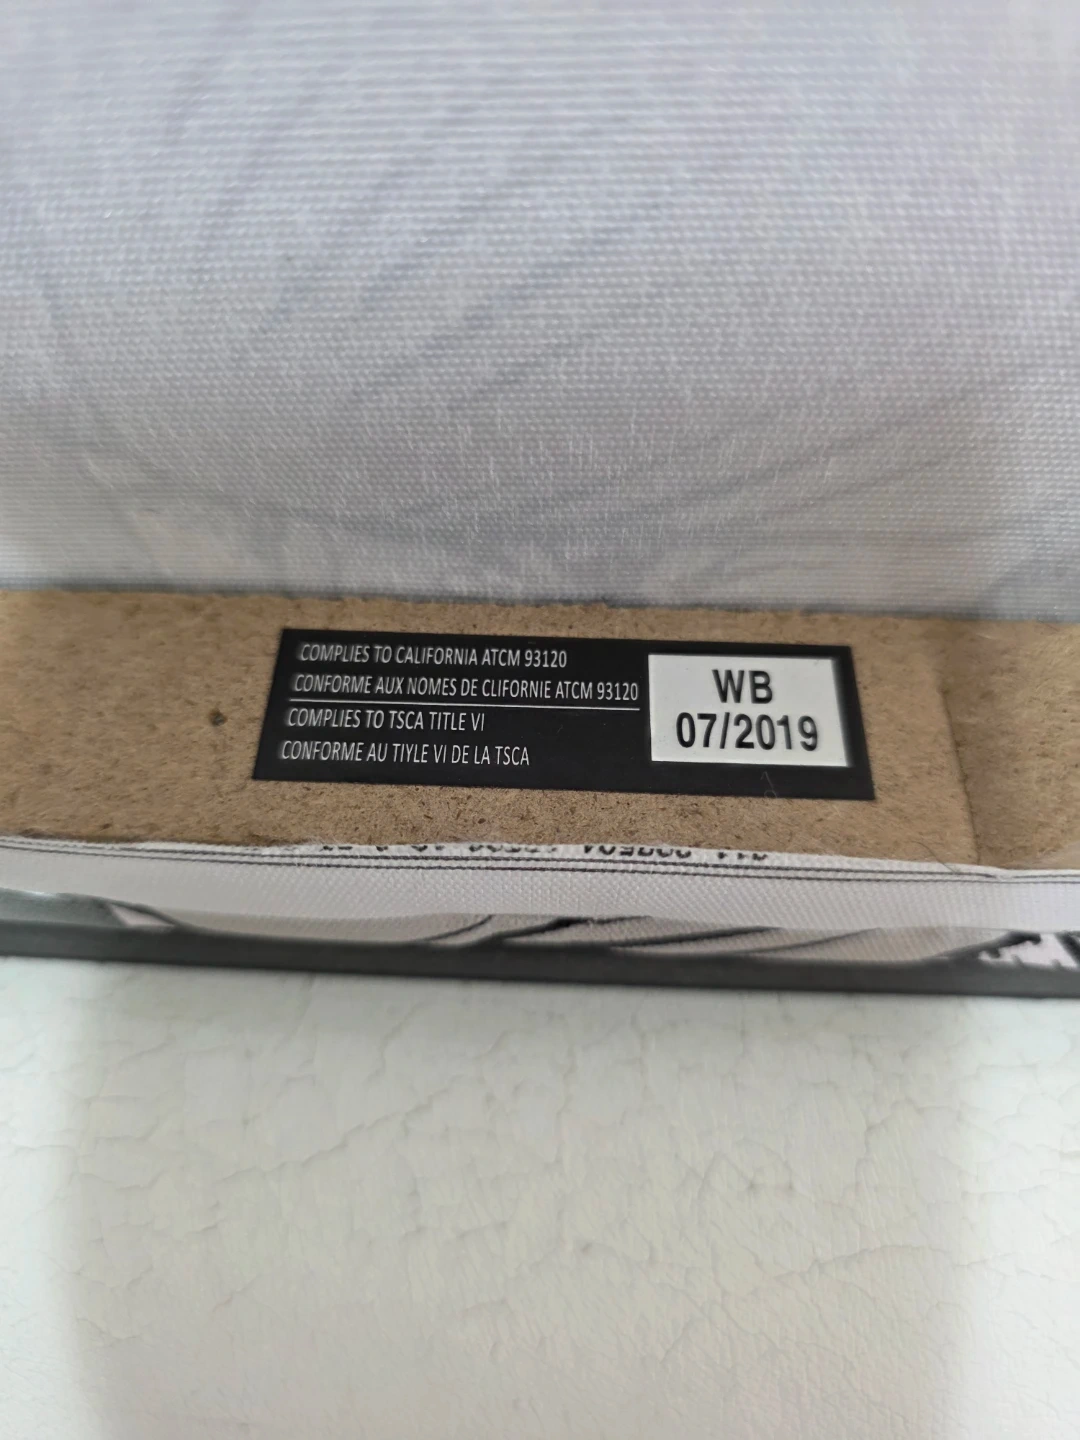 COMPLIES TO CALIFORNIA ATCM 93120
CONFORME AUX NOMES DE CLIFORNIE ATCM 93120
COMPLIES TO TSCA TITLE VI
CONFORME AU TIYLE VI DE LA TSCA
WB
07/2019